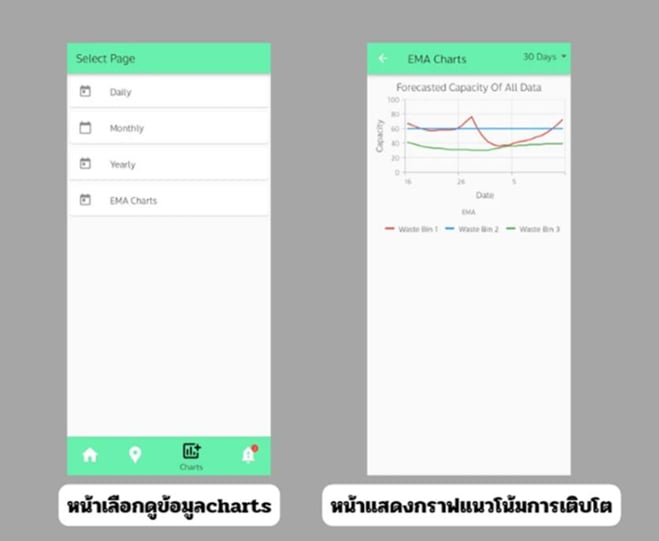 Select Page
Daily
Monthly
Yearly
EMA Charts
Charts
หน้าเลือกดูข้อมูลcharts
EMA Charts
30 Days
Forecasted Capacity Of All Data
Capacity
100
80
60
40
20
0
16
26
5
Date
EMA
Waste Bin 1 Waste Bin 2 Waste Bin 3
หน้าแสดงกราฟแนวโน้มการเติบโต